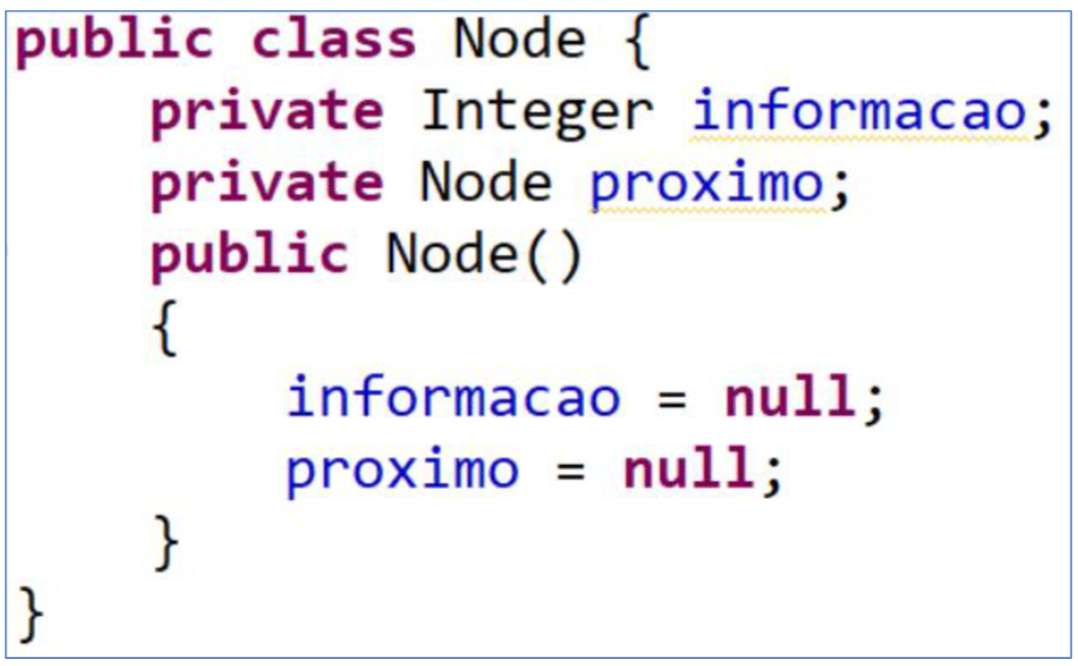 public class Node {
    private Integer informacao;
    private Node proximo;
    public Node()
    {
        informacao = null;
        proximo = null;
    }
}